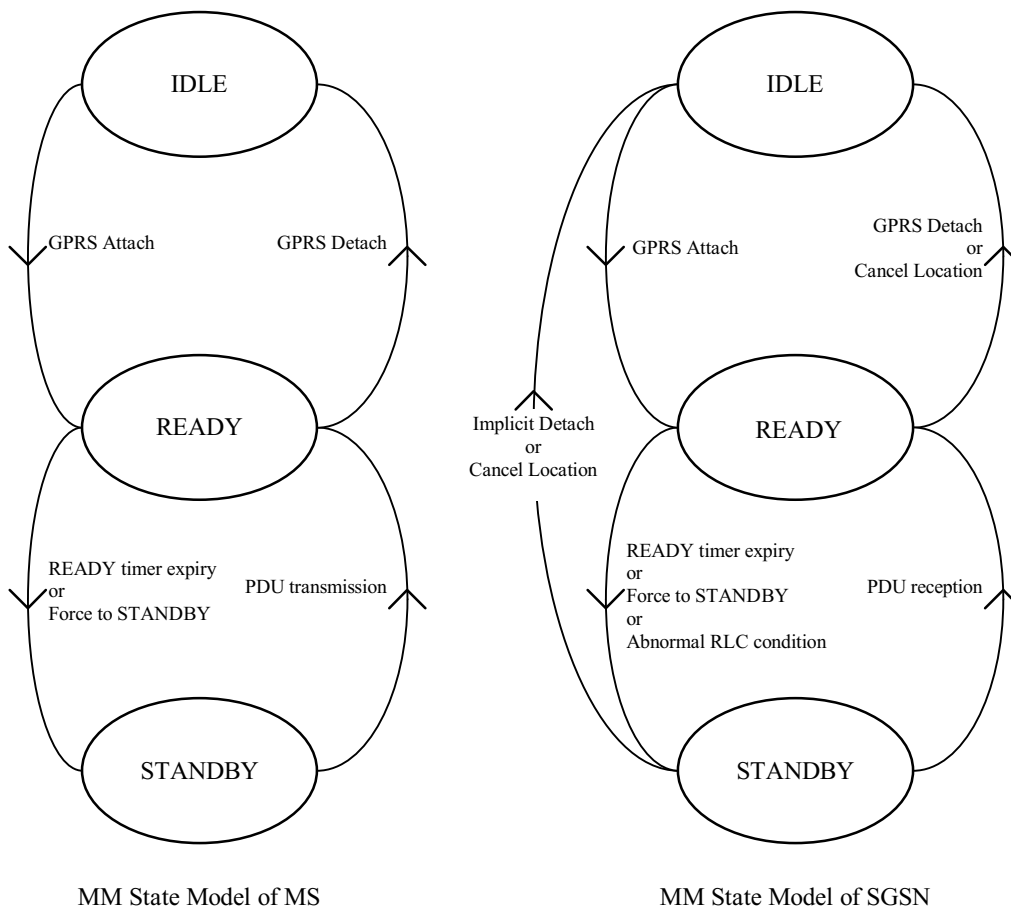 IDLE
GPRS Attach
GPRS Detach
READY
READY timer expiry
or
Force to STANDBY
PDU transmission
STANDBY
MM State Model of MS
IDLE
GPRS Attach
GPRS Detach
or
Cancel Location
Implicit Detach
or
Cancel Location
READY
READY timer expiry
or
Force to STANDBY
or
Abnormal RLC condition
PDU reception
STANDBY
MM State Model of SGSN